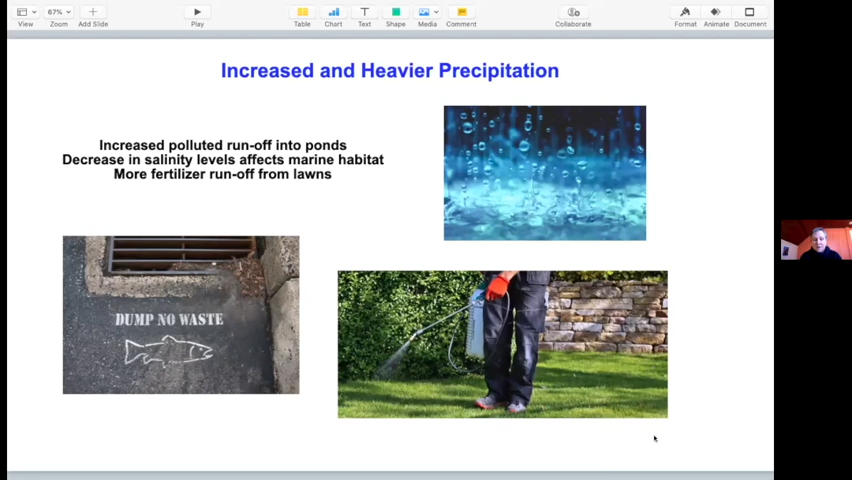 View
67%
Zoom
Add Slide
Play
Table
Chart
Text
Shape
Media
Comment
Collaborate
Format
Animate
Document
Increased and Heavier Precipitation
Increased polluted run-off into ponds
Decrease in salinity levels affects marine habitat
More fertilizer run-off from lawns
DUMP NO WASTE